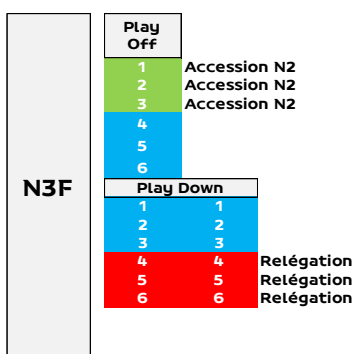 Play
Off
1 Accession N2
2 Accession N2
3 Accession N2
4
5
6
N3F
Play Down
1 1
2 2
3 3
4 4 Relégation
5 5 Relégation
6 6 Relégation